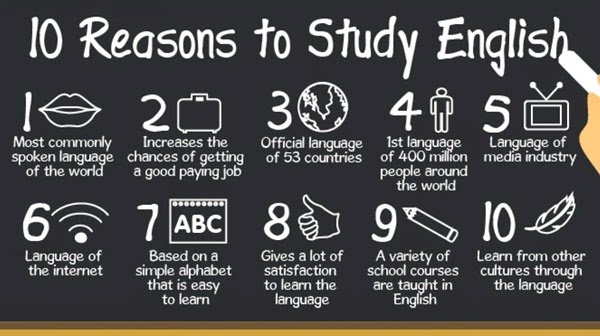 10 Reasons to Study English
1
Most commonly
spoken language
of the world
2
Increases the
chances of getting
a good paying job
3
Official language
of 53 countries
4
1st language
of 400 million
people around
the world
5
Language of
media industry
6
Language of
the internet
7
ABC
Based on a
simple alphabet
that is easy
to learn
8
Gives a lot of
satisfaction
to learn the
language
9
A variety of
school courses
are taught in
English
10
Learn from other
cultures through
the language